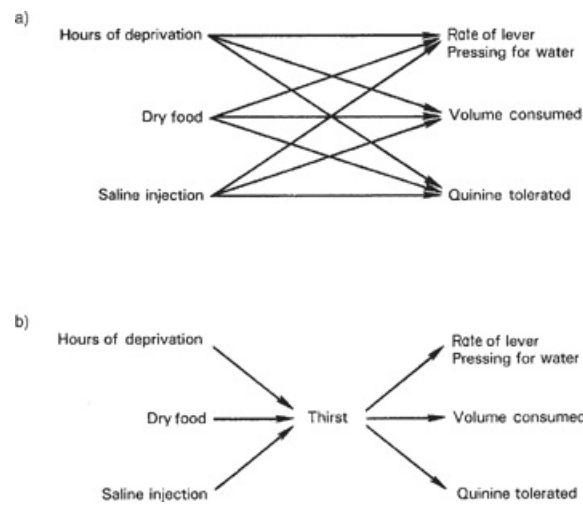 a)
Hours of deprivation
Rate of lever
Pressing for water
Dry food
Volume consumed
Saline injection
Quinine tolerated
b)
Hours of deprivation
Rate of lever
Pressing for water
Dry food
Thirst
Volume consumed
Saline injection
Quinine tolerated